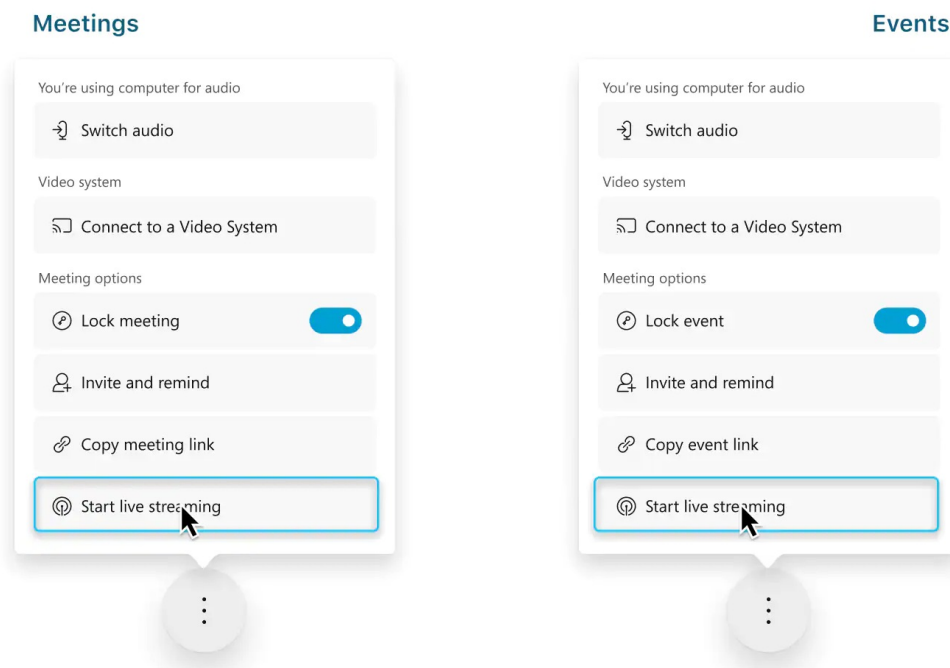 Meetings
You're using computer for audio
Switch audio
Video system
Connect to a Video System
Meeting options
Lock meeting
Invite and remind
Copy meeting link
Start live streaming
Events
You're using computer for audio
Switch audio
Video system
Connect to a Video System
Meeting options
Lock event
Invite and remind
Copy event link
Start live streaming